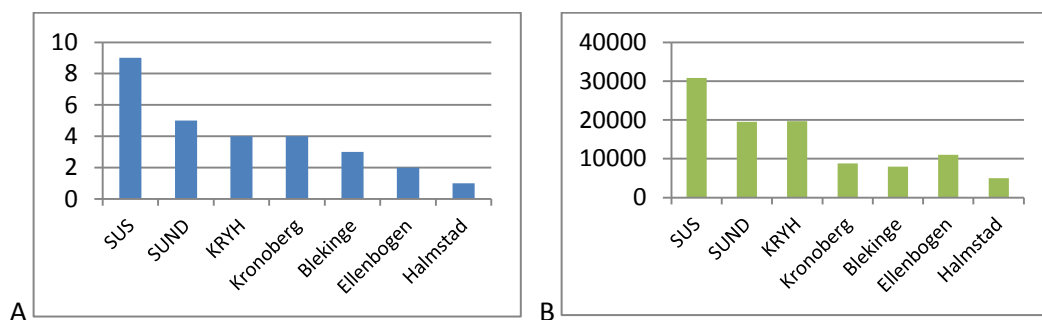 10
8
6
4
2
0
SUS
SUND
KRYH
Kronoberg
Blekinge
Ellenbogen
Halmstad
A
40000
30000
20000
10000
0
SUS
SUND
KRYH
Kronoberg
Blekinge
Ellenbogen
Halmstad
B